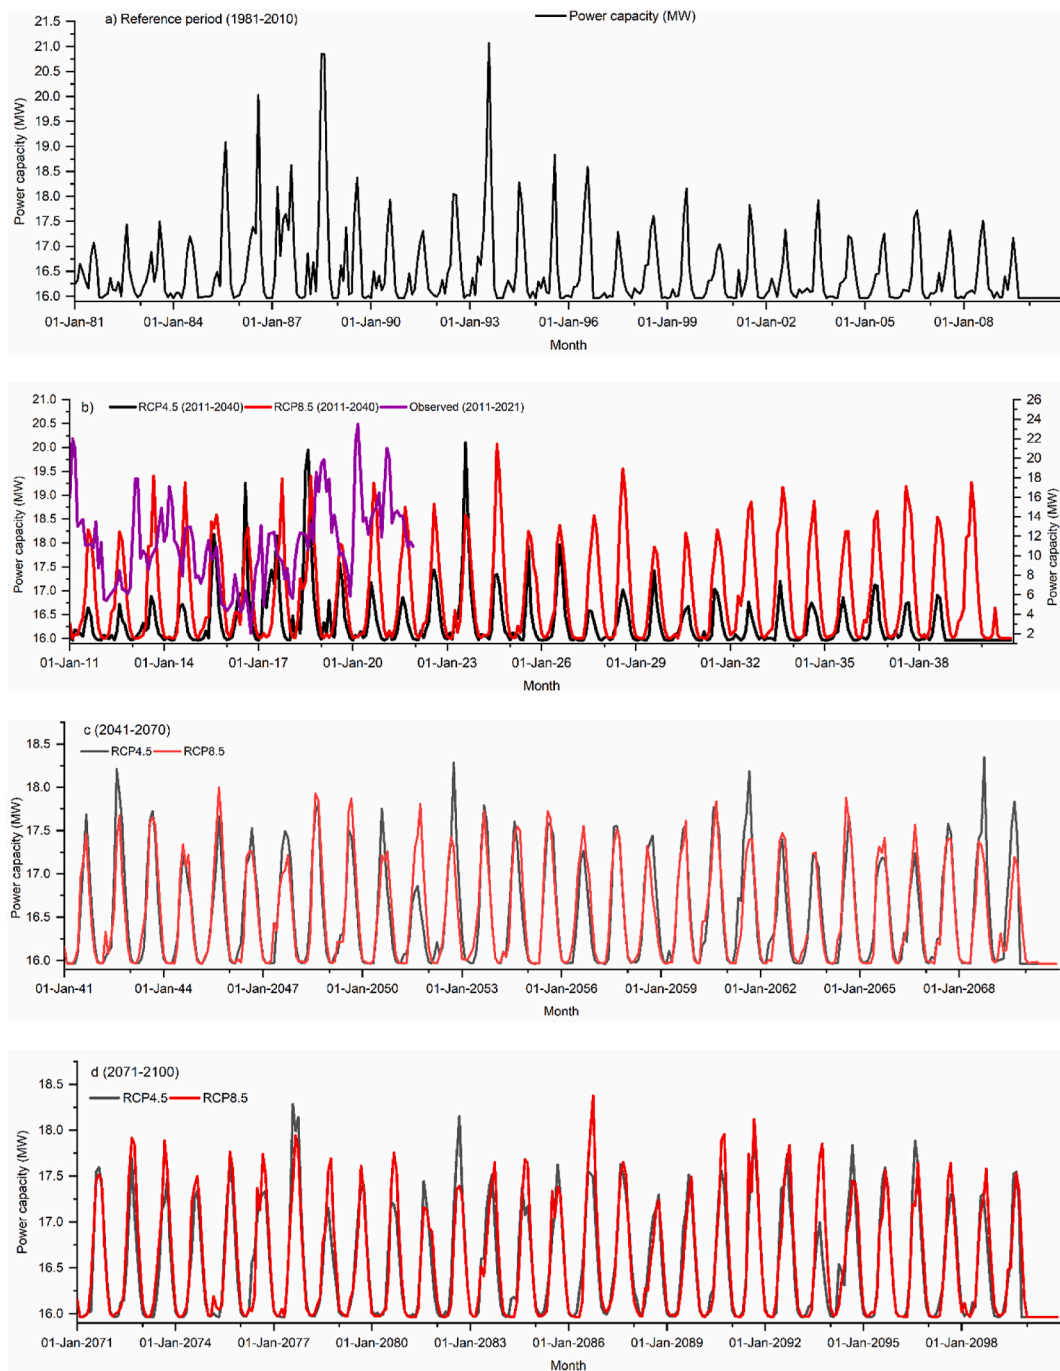 a) Reference period (1981-2010)
Power capacity (MW)
21.5
21.0
20.5
20.0
19.5
19.0
18.5
18.0
17.5
17.0
16.5
16.0
Power capacity (MW)
01-Jan-81 01-Jan-84 01-Jan-87 01-Jan-90 01-Jan-93 01-Jan-96 01-Jan-99 01-Jan-02 01-Jan-05 01-Jan-08
Month
b) RCP4.5 (2011-2040) RCP8.5 (2011-2040) Observed (2011-2021)
21.0
20.5
20.0
19.5
19.0
18.5
18.0
17.5
17.0
16.5
16.0
Power capacity (MW)
26
24
22
20
18
16
14
12
10
8
6
4
2
Power capacity (MW)
01-Jan-11 01-Jan-14 01-Jan-17 01-Jan-20 01-Jan-23 01-Jan-26 01-Jan-29 01-Jan-32 01-Jan-35 01-Jan-38
Month
c (2041-2070)
RCP4.5 RCP8.5
18.5
18.0
17.5
17.0
16.5
16.0
Power capacity (MW)
01-Jan-41 01-Jan-44 01-Jan-2047 01-Jan-2050 01-Jan-2053 01-Jan-2056 01-Jan-2059 01-Jan-2062 01-Jan-2065 01-Jan-2068
Month
d (2071-2100)
RCP4.5 RCP8.5
18.5
18.0
17.5
17.0
16.5
16.0
Power capacity (MW)
01-Jan-2071 01-Jan-2074 01-Jan-2077 01-Jan-2080 01-Jan-2083 01-Jan-2086 01-Jan-2089 01-Jan-2092 01-Jan-2095 01-Jan-2098
Month